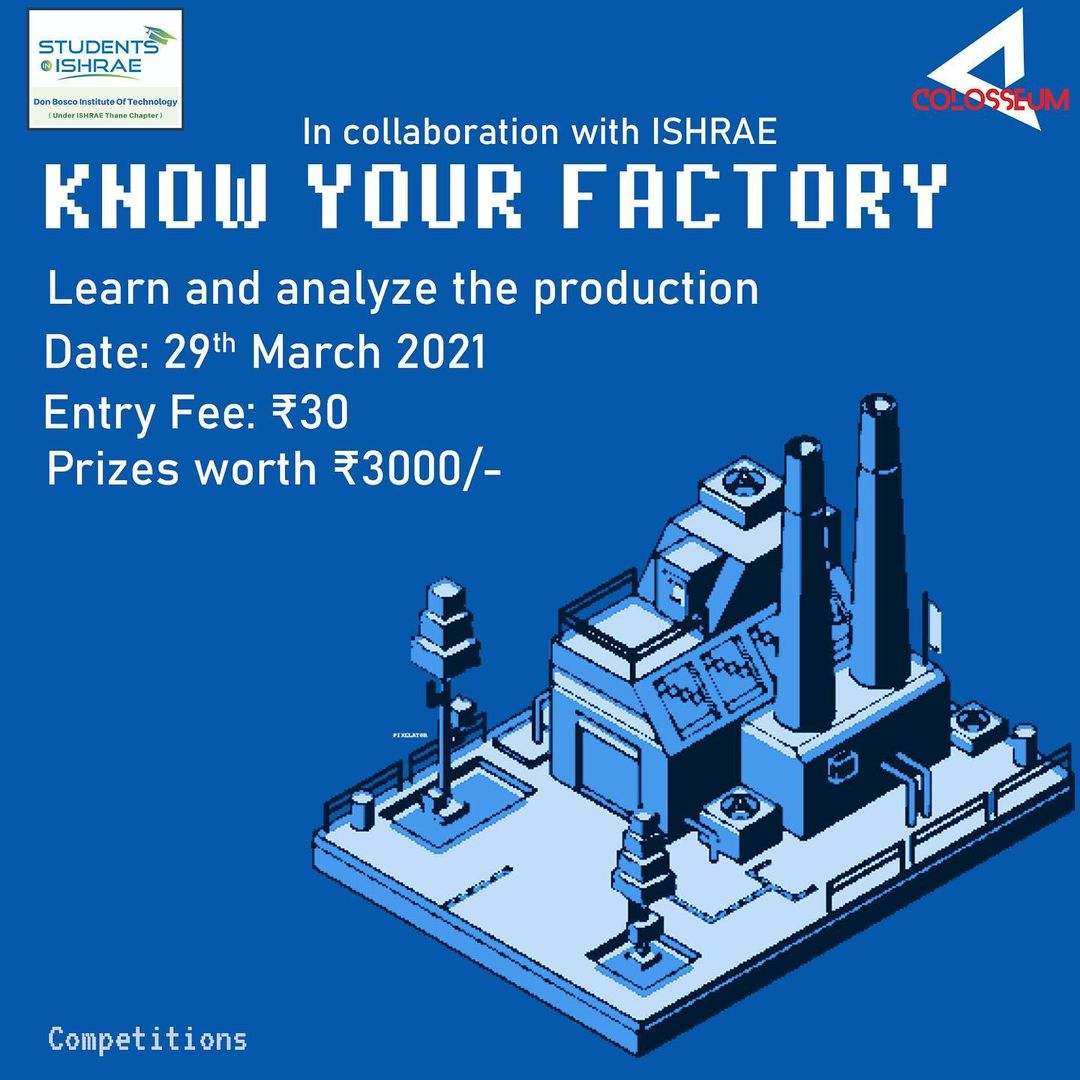 STUDENTS
IN ISHRAE
Don Bosco Institute Of Technology
( Under ISHRAE Thane Chapter )
COLOSSEUM
In collaboration with ISHRAE
KNOW YOUR FACTORY
Learn and analyze the production
Date: 29th March 2021
Entry Fee: ₹30
Prizes worth ₹3000/-
PIXELATOR
Competitions